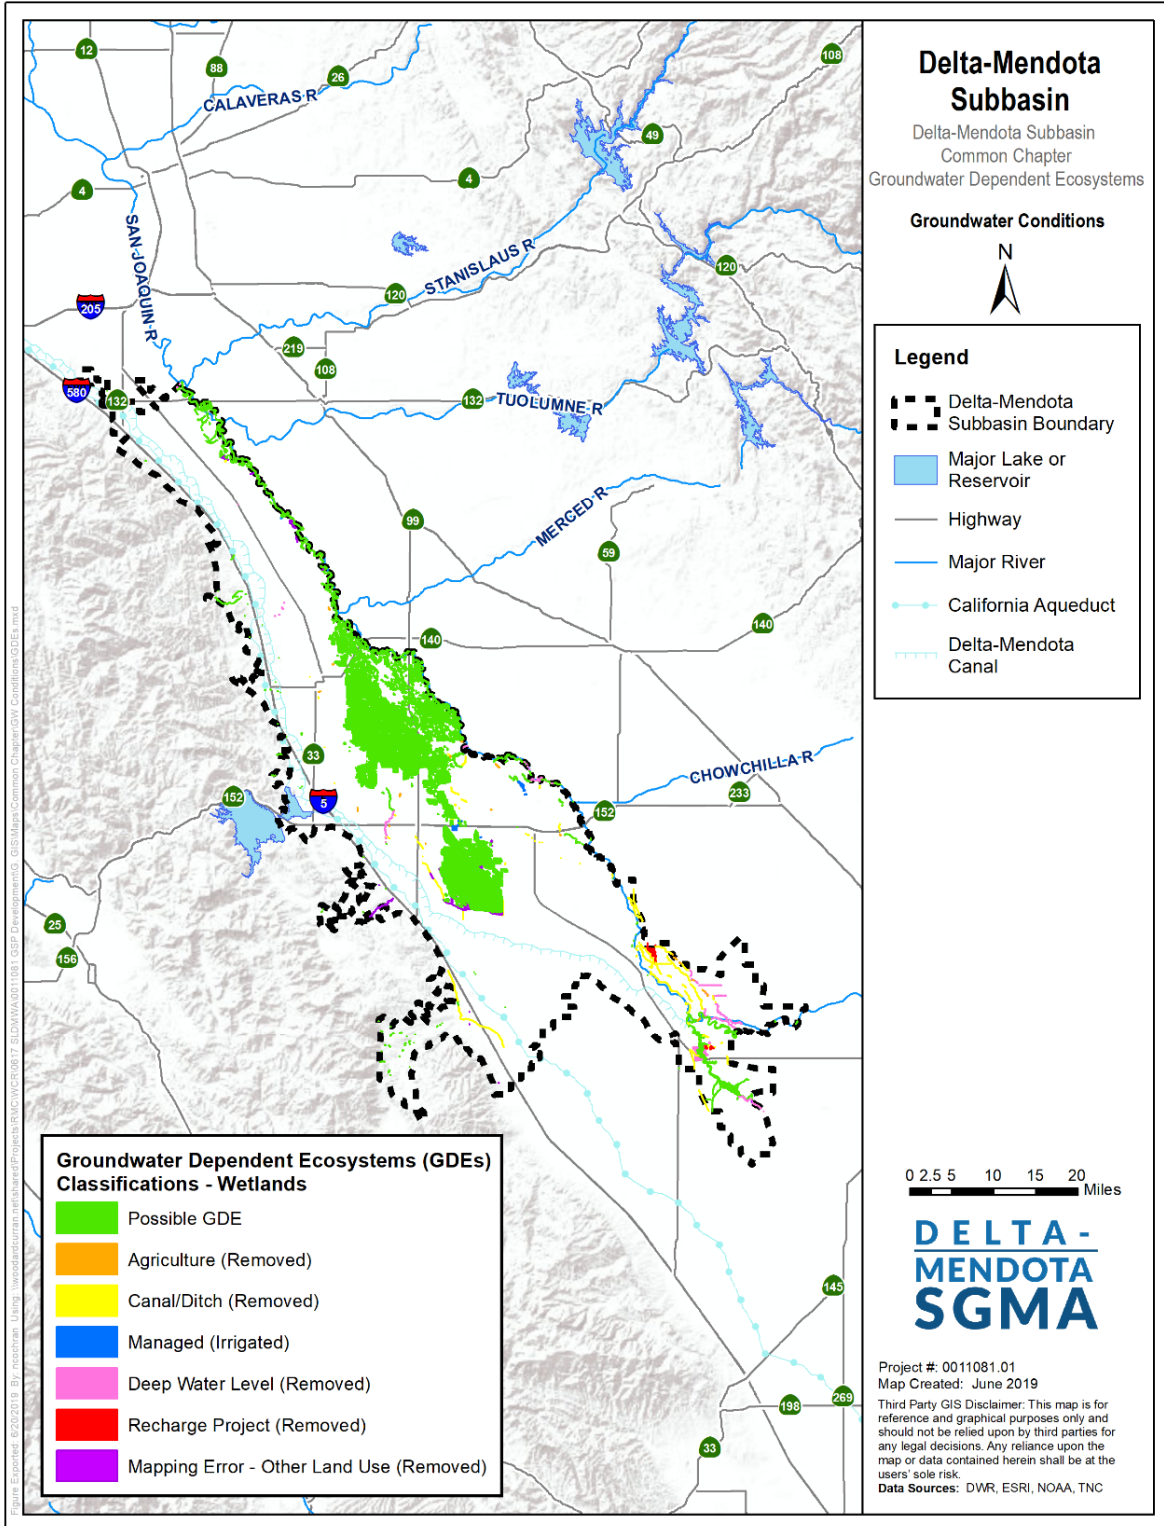 Delta-Mendota
Subbasin
Delta-Mendota Subbasin
Common Chapter
Groundwater Dependent Ecosystems
Groundwater Conditions
N
Legend
Delta-Mendota
Subbasin Boundary
Major Lake or
Reservoir
Highway
Major River
California Aqueduct
Delta-Mendota
Canal
12
88
26
108
CALAVERAS R
49
4
4
SAN JOAQUIN R
STANISLAUS R
120
120
205
219
108
580
132
132
TUOLUMNE R
MERCED R
99
59
140
140
33
CHOWCHILLA R
233
152
5
152
25
156
145
269
198
33
Groundwater Dependent Ecosystems (GDEs)
Classifications - Wetlands
Possible GDE
Agriculture (Removed)
Canal/Ditch (Removed)
Managed (Irrigated)
Deep Water Level (Removed)
Recharge Project (Removed)
Mapping Error - Other Land Use (Removed)
0 2.5 5 10 15 20
Miles
DELTA-
MENDOTA
SGMA
Project #: 0011081.01
Map Created: June 2019
Third Party GIS Disclaimer: This map is for
reference and graphical purposes only and
should not be relied upon by third parties for
any legal decisions. Any reliance upon the
map or data contained herein shall be at the
users' sole risk.
Data Sources: DWR, ESRI, NOAA, TNC